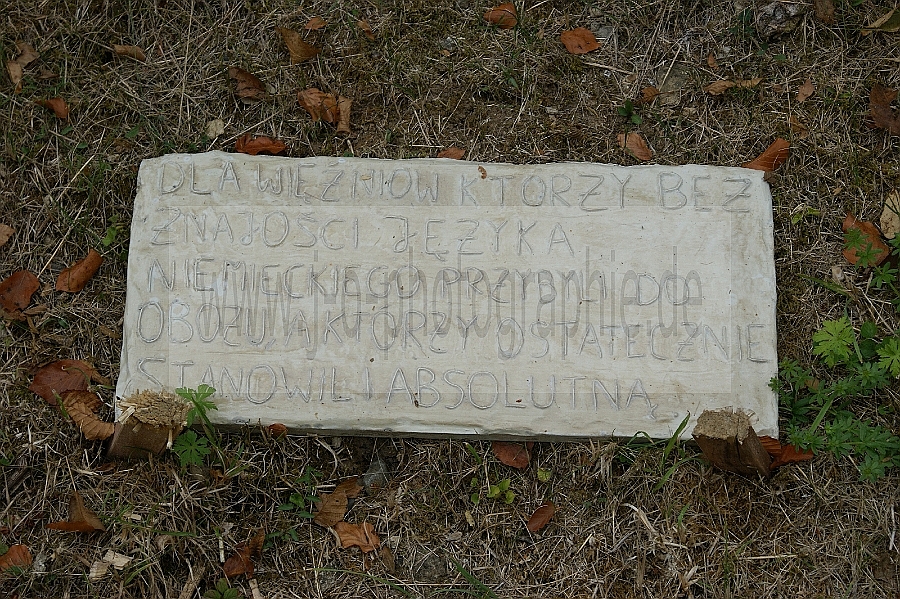 DLA WIĘŹNIÓW KTÓRZY BEZ
ZNAJOŚCI JĘZYKA
NIEMIECKIEGO PRZYBYLI DO
OBOZU, A KTÓRZY OSTATECZNIE
STANOWILI ABSOLUTNĄ